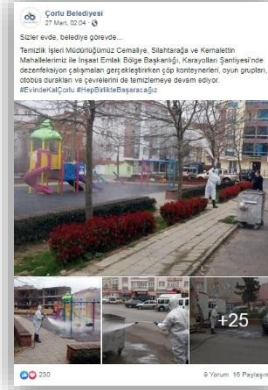 Çorlu Belediyesi
27 Mart, 02:04
Sizler evde, belediye görevde...
Temizlik İşleri Müdürlüğümüz Cemaliye, Silahtarağa ve Kemalettin
Mahallelerimiz ile İnşaat Emlak Bölge Başkanlığı, Karayolları Şantiyesi'nde
dezenfeksiyon çalışmaları gerçekleştirirken çöp konteynerleri, oyun grupları,
otobüs durakları ve çevrelerini de temizlemeye devam ediyor.
#EvindeKalÇorlu #HepBirlikteBaşaracağız
+25
230
9 Yorum 16 Paylaşım